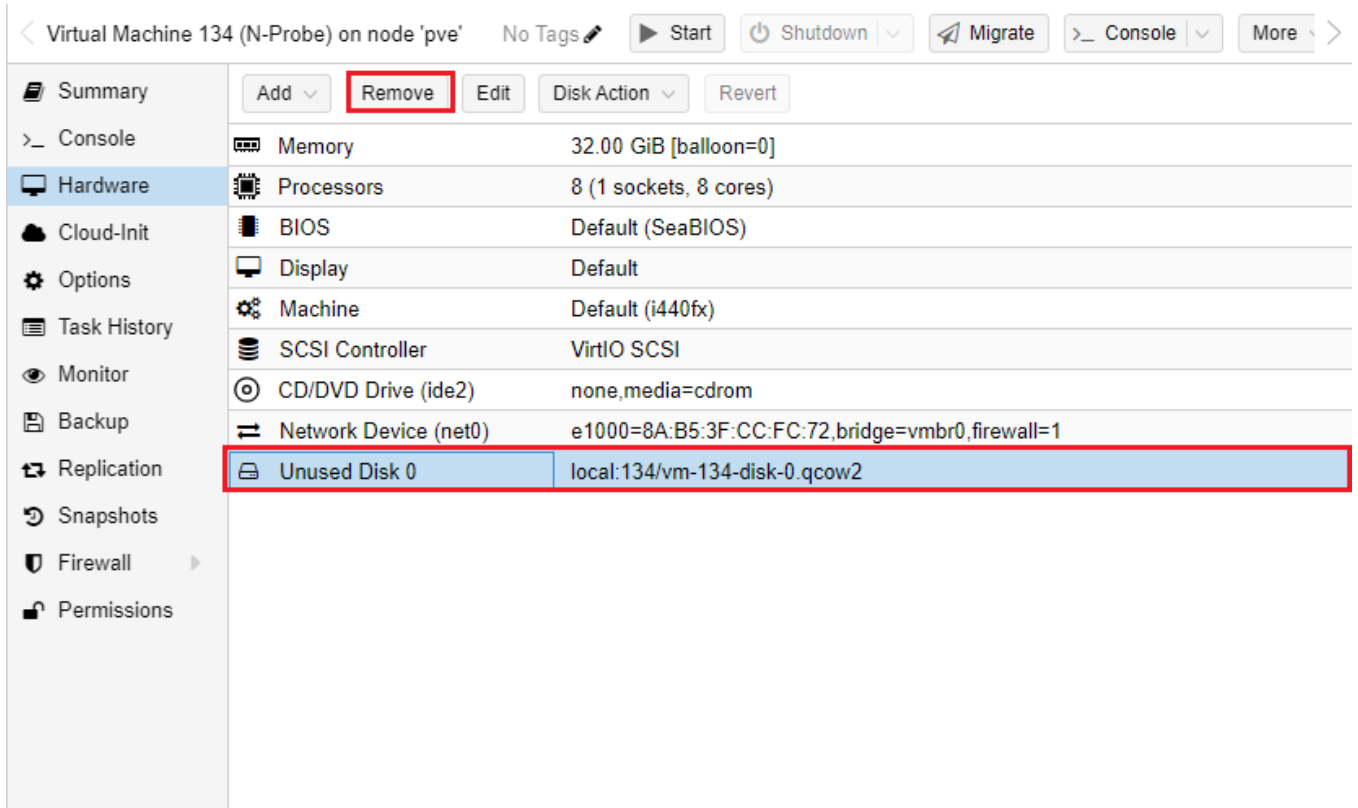 Virtual Machine 134 (N-Probe) on node 'pve' No Tags Start Shutdown Migrate >_ Console More
Summary
>_ Console
Hardware
Cloud-Init
Options
Task History
Monitor
Backup
Replication
Snapshots
Firewall
Permissions
Add Remove Edit Disk Action Revert
Memory 32.00 GiB [balloon=0]
Processors 8 (1 sockets, 8 cores)
BIOS Default (SeaBIOS)
Display Default
Machine Default (i440fx)
SCSI Controller VirtIO SCSI
CD/DVD Drive (ide2) none,media=cdrom
Network Device (net0) e1000=8A:B5:3F:CC:FC:72,bridge=vmbr0,firewall=1
Unused Disk 0 local:134/vm-134-disk-0.qcow2